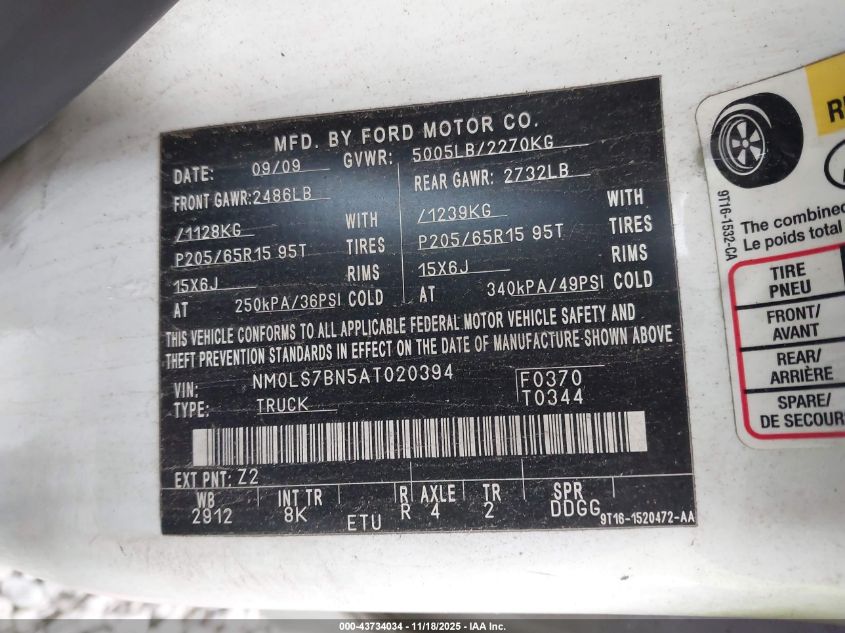 MFD. BY FORD MOTOR CO.
DATE: 09/09 GVWR: 5005LB/2270KG
FRONT GAWR: 2486LB REAR GAWR: 2732LB
/1128KG WITH /1239KG WITH
P205/65R15 95T TIRES P205/65R15 95T TIRES
15X6J RIMS 15X6J RIMS
AT 250kPA/36PSI COLD AT 340kPA/49PSI COLD
THIS VEHICLE CONFORMS TO ALL APPLICABLE FEDERAL MOTOR VEHICLE SAFETY AND
THEFT PREVENTION STANDARDS IN EFFECT ON THE DATE OF MANUFACTURE SHOWN ABOVE
VIN: NM0LS7BN5AT020394 F0370
TYPE: TRUCK T0344
EXT PNT: Z2
WB INT TR R AXLE TR SPR
2912 8K ETU R 4 2 DDGG 9T16-1520472-AA
9T16-1532-CA
The combined
Le poids total
TIRE
PNEU
FRONT/
AVANT
REAR/
ARRIÈRE
SPARE/
DE SECOURS
000-43734034 — 11/18/2025 — IAA Inc.